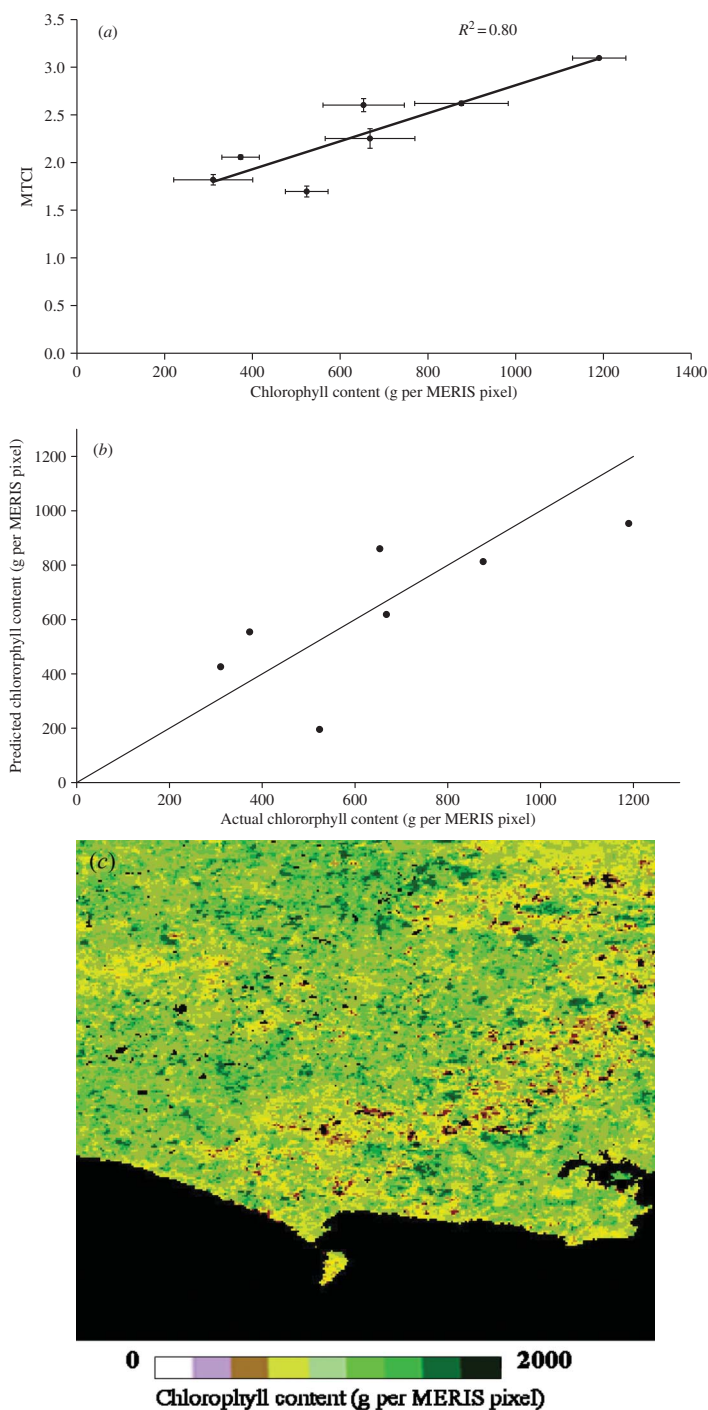 (a)
R² = 0.80
3.5
3.0
2.5
2.0
1.5
1.0
0.5
0.0
MTCI
0 200 400 600 800 1000 1200 1400
Chlorophyll content (g per MERIS pixel)
(b)
1200
1000
800
600
400
200
0
Predicted chlororphyll content (g per MERIS pixel)
0 200 400 600 800 1000 1200
Actual chlororphyll content (g per MERIS pixel)
(c)
0 2000
Chlorophyll content (g per MERIS pixel)